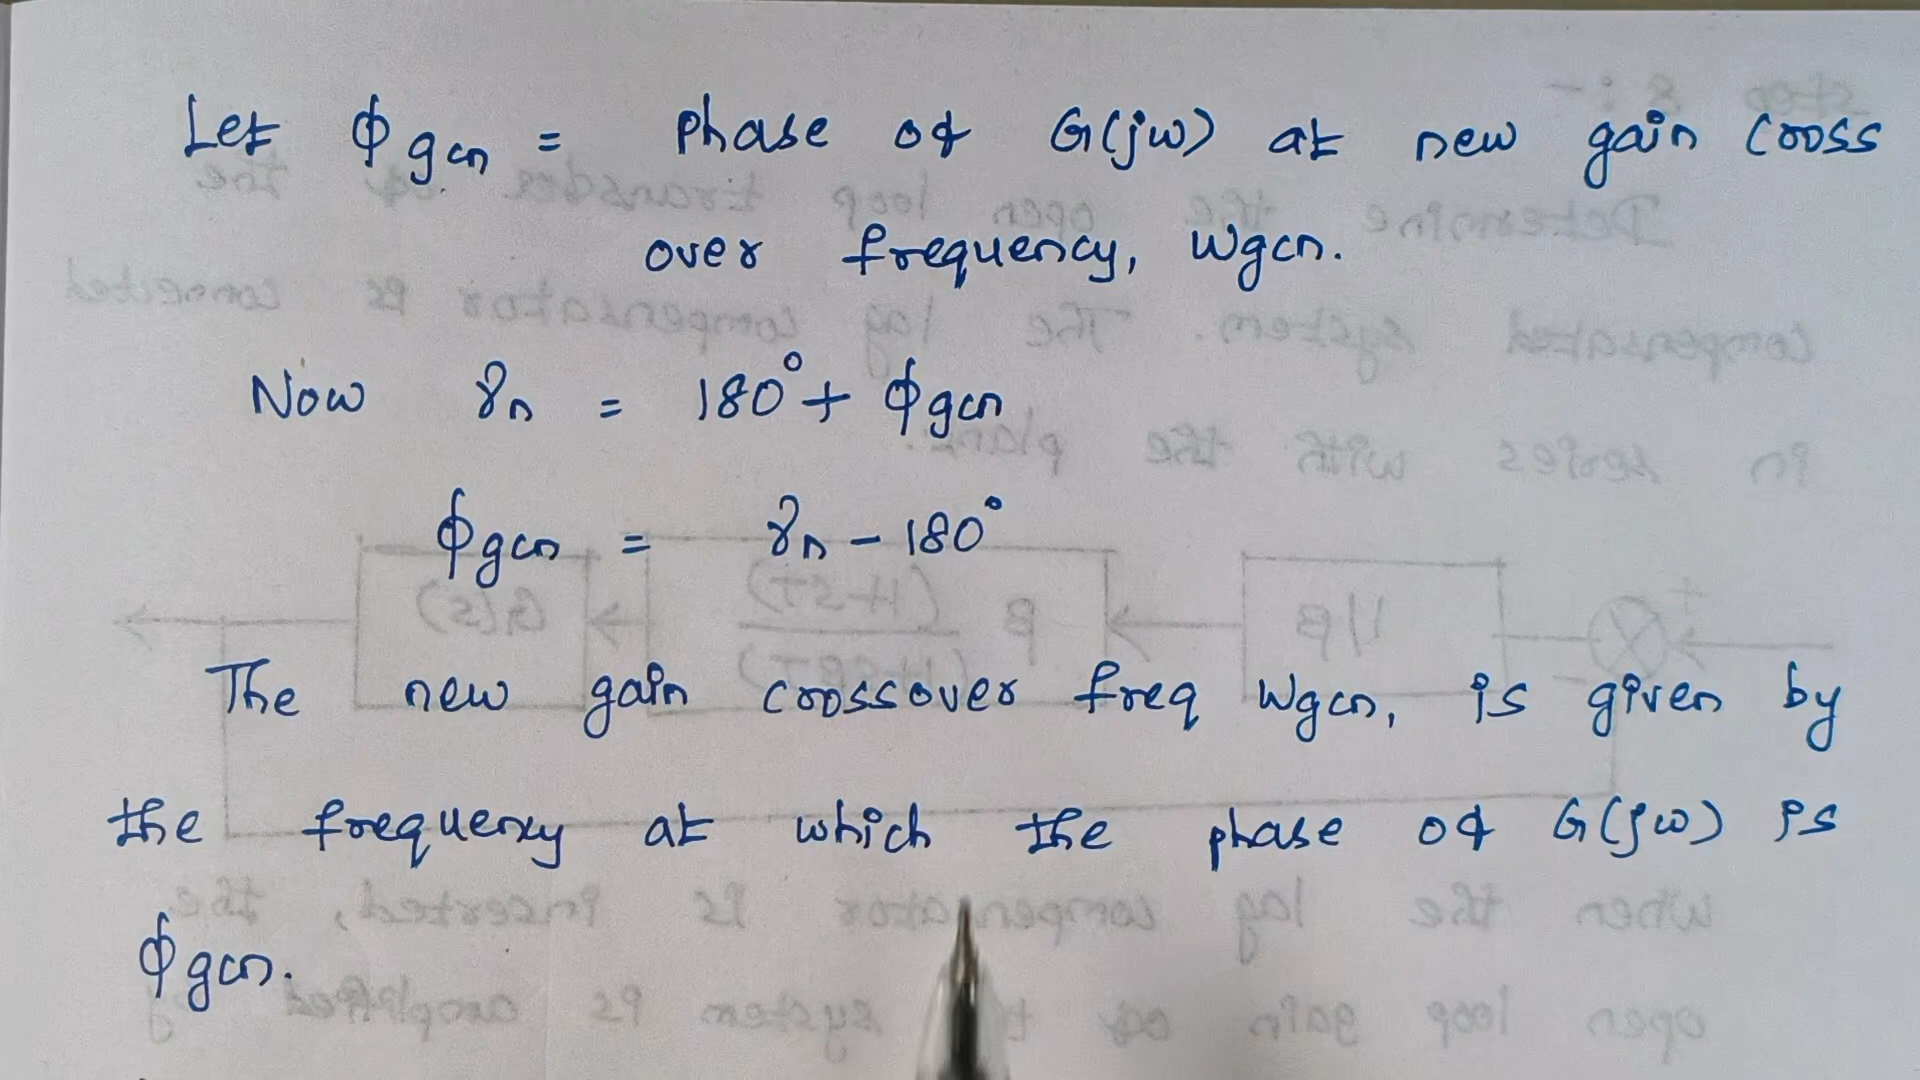 Let ϕgcn = phase of G(jω) at new gain cross
over frequency, ωgcn.
Now γn = 180° + ϕgcn
ϕgcn = γn - 180°
The new gain crossover freq ωgcn, is given by
the frequency at which the phase of G(jω) is
ϕgcn.